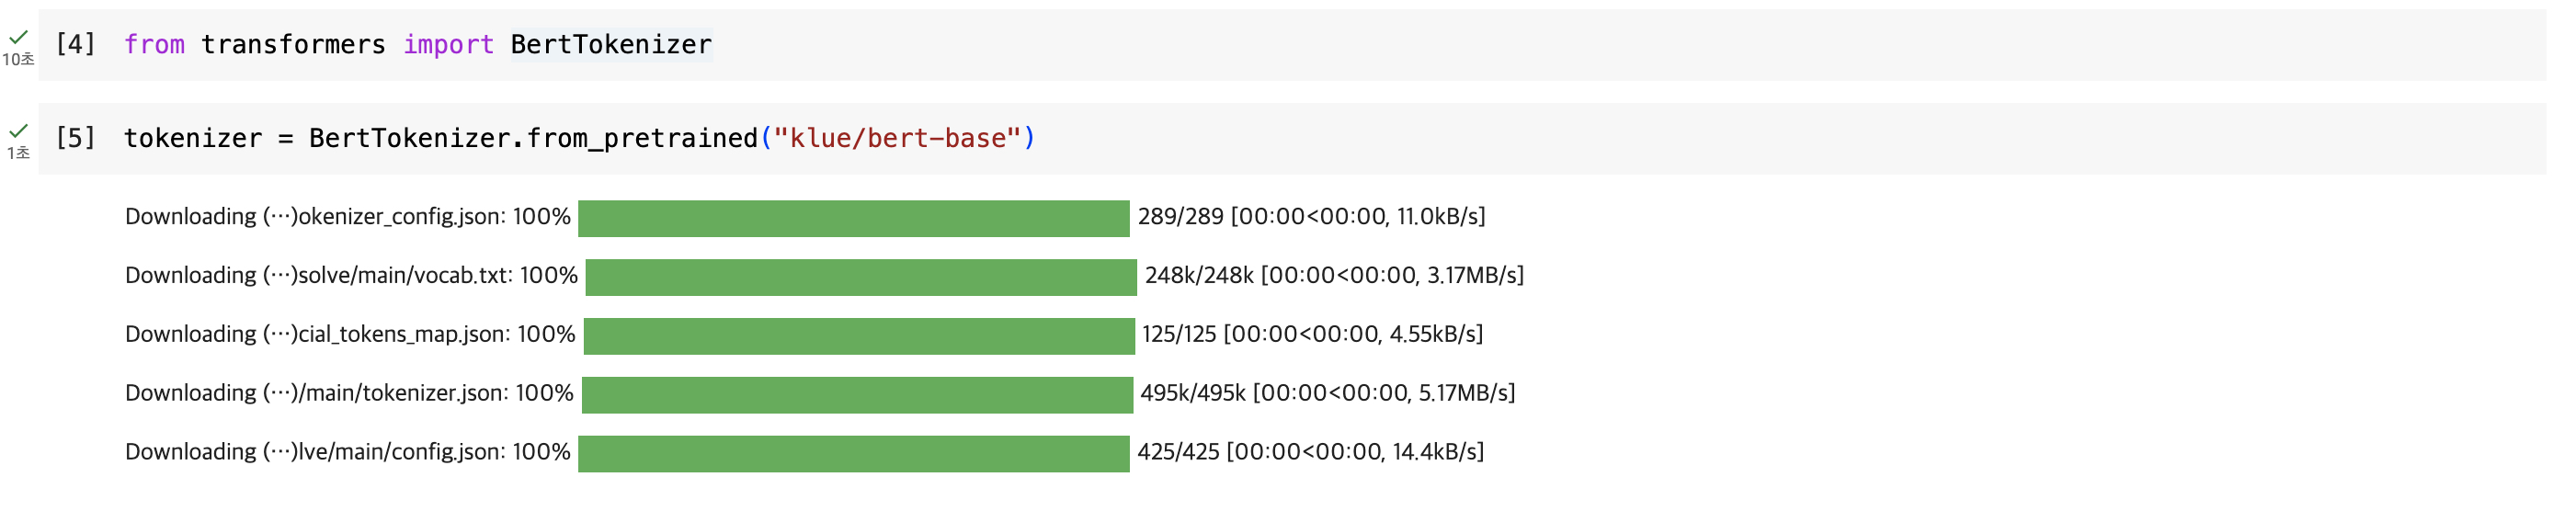 [4] from transformers import BertTokenizer
10초
[5] tokenizer = BertTokenizer.from_pretrained("klue/bert-base")
1초
Downloading (⋯)okenizer_config.json: 100% 289/289 [00:00<00:00, 11.0kB/s]
Downloading (⋯)solve/main/vocab.txt: 100% 248k/248k [00:00<00:00, 3.17MB/s]
Downloading (⋯)cial_tokens_map.json: 100% 125/125 [00:00<00:00, 4.55kB/s]
Downloading (⋯)/main/tokenizer.json: 100% 495k/495k [00:00<00:00, 5.17MB/s]
Downloading (⋯)lve/main/config.json: 100% 425/425 [00:00<00:00, 14.4kB/s]